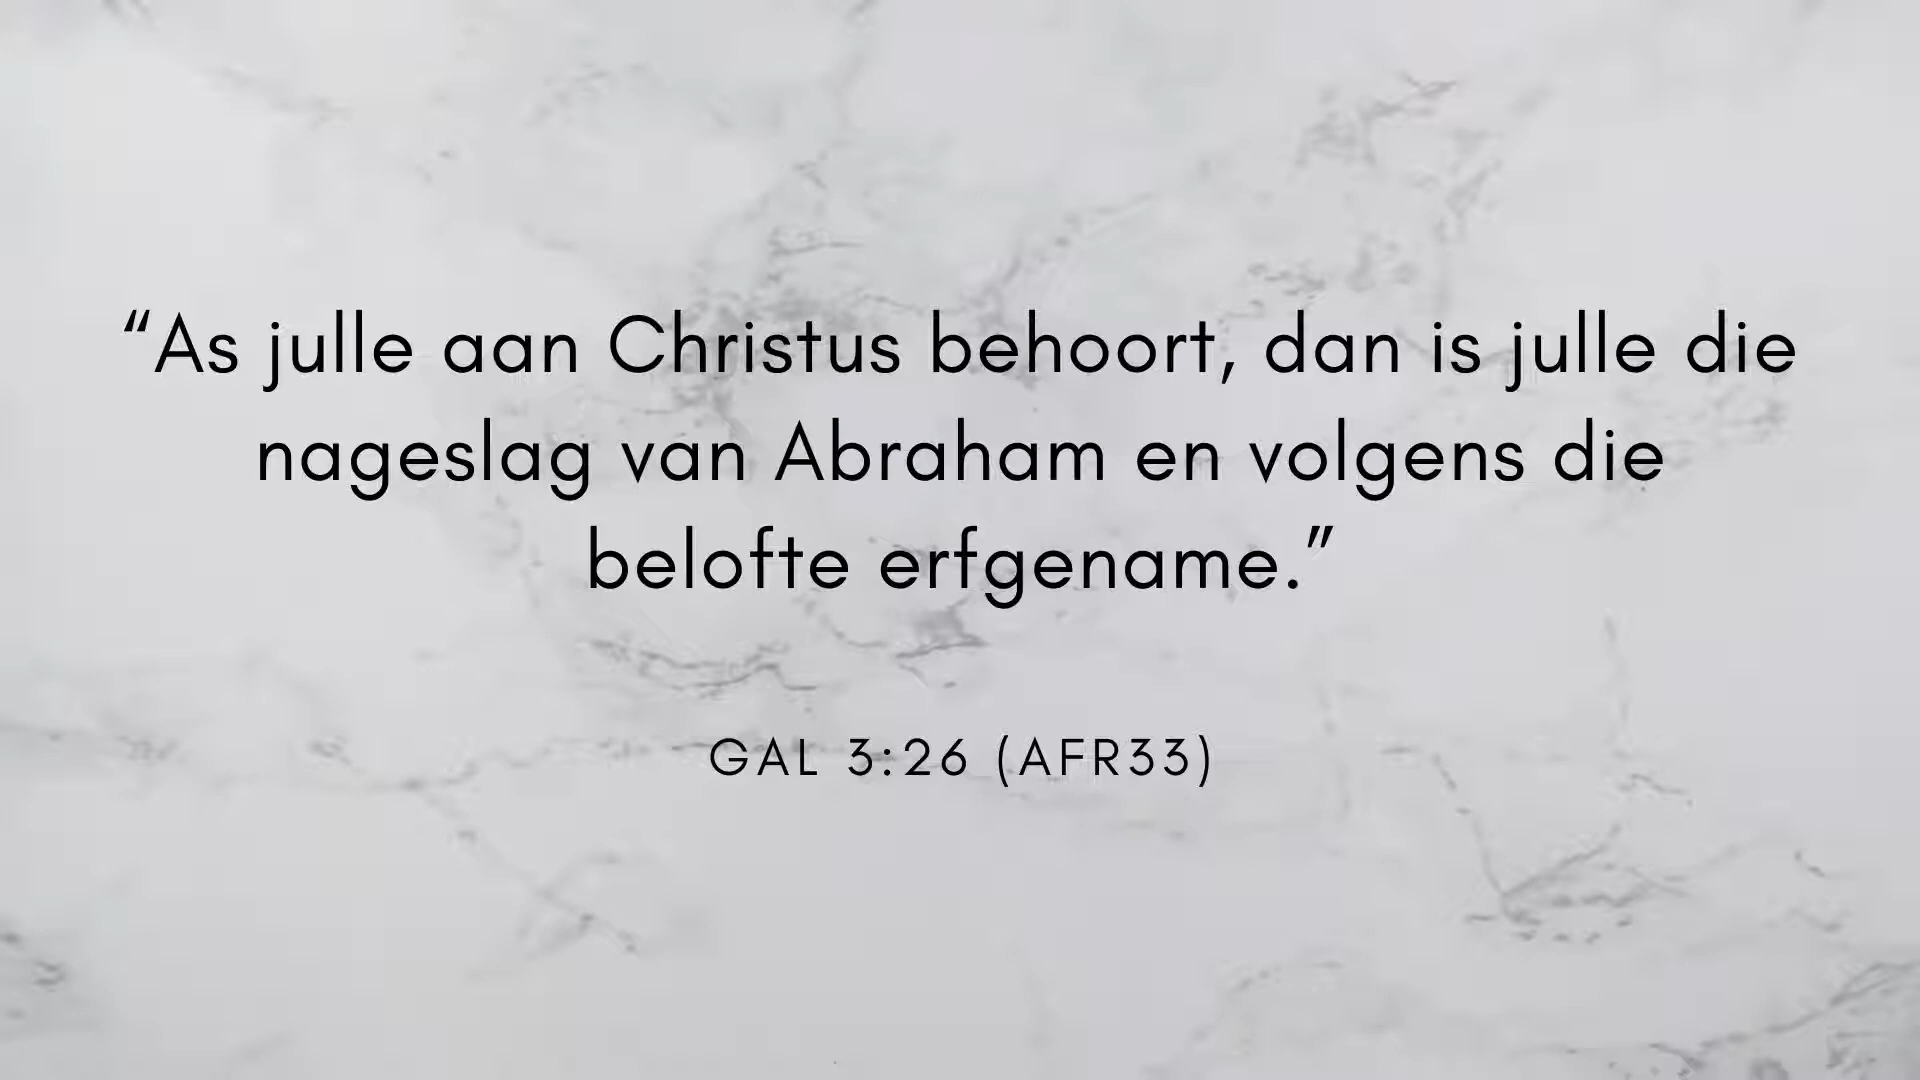 “As julle aan Christus behoort, dan is julle die
nageslag van Abraham en volgens die
belofte erfgename.”
GAL 3:26 (AFR33)